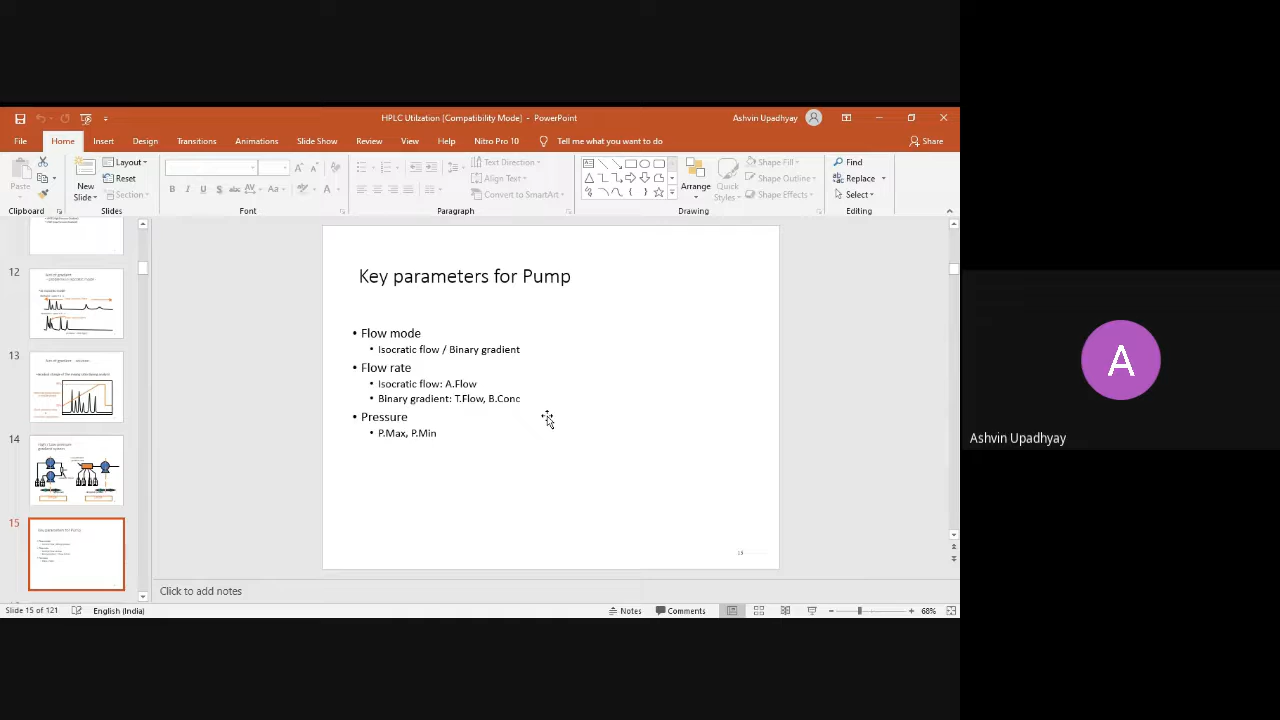 HPLC Utilzation [Compatibility Mode] - PowerPoint
Ashvin Upadhyay
File Home Insert Design Transitions Animations Slide Show Review View Help Nitro Pro 10 Tell me what you want to do Share
Paste
Clipboard
New Slide
Layout
Reset
Section
Slides
Font
Text Direction
Align Text
Convert to SmartArt
Paragraph
Arrange
Quick Styles
Shape Fill
Shape Outline
Shape Effects
Drawing
Find
Replace
Select
Editing
12
13
14
15
Key parameters for Pump
• Flow mode
• Isocratic flow / Binary gradient
• Flow rate
• Isocratic flow: A.Flow
• Binary gradient: T.Flow, B.Conc
• Pressure
• P.Max, P.Min
Click to add notes
Slide 15 of 121 English (India) Notes Comments 68%
A
Ashvin Upadhyay